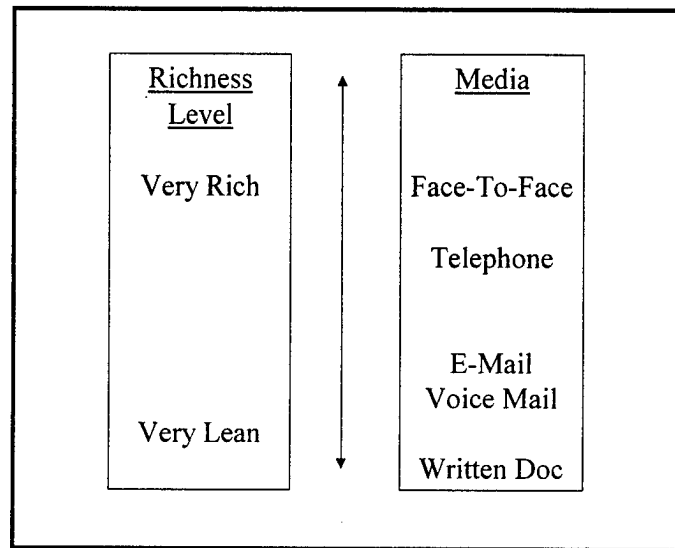 Richness
Level
Very Rich
Very Lean
Media
Face-To-Face
Telephone
E-Mail
Voice Mail
Written Doc